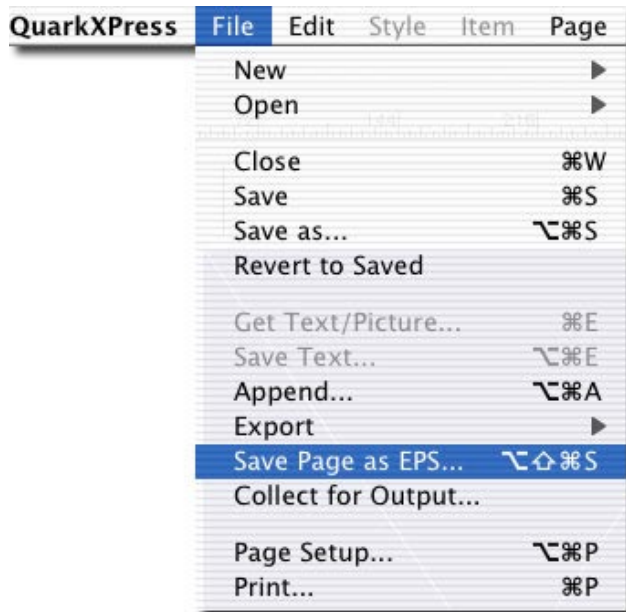 QuarkXPress File Edit Style Item Page
New
Open
Close ⌘W
Save ⌘S
Save as... ⌥⌘S
Revert to Saved
Get Text/Picture... ⌘E
Save Text... ⌥⌘E
Append... ⌥⌘A
Export
Save Page as EPS... ⌥⇧⌘S
Collect for Output...
Page Setup... ⌥⌘P
Print... ⌘P